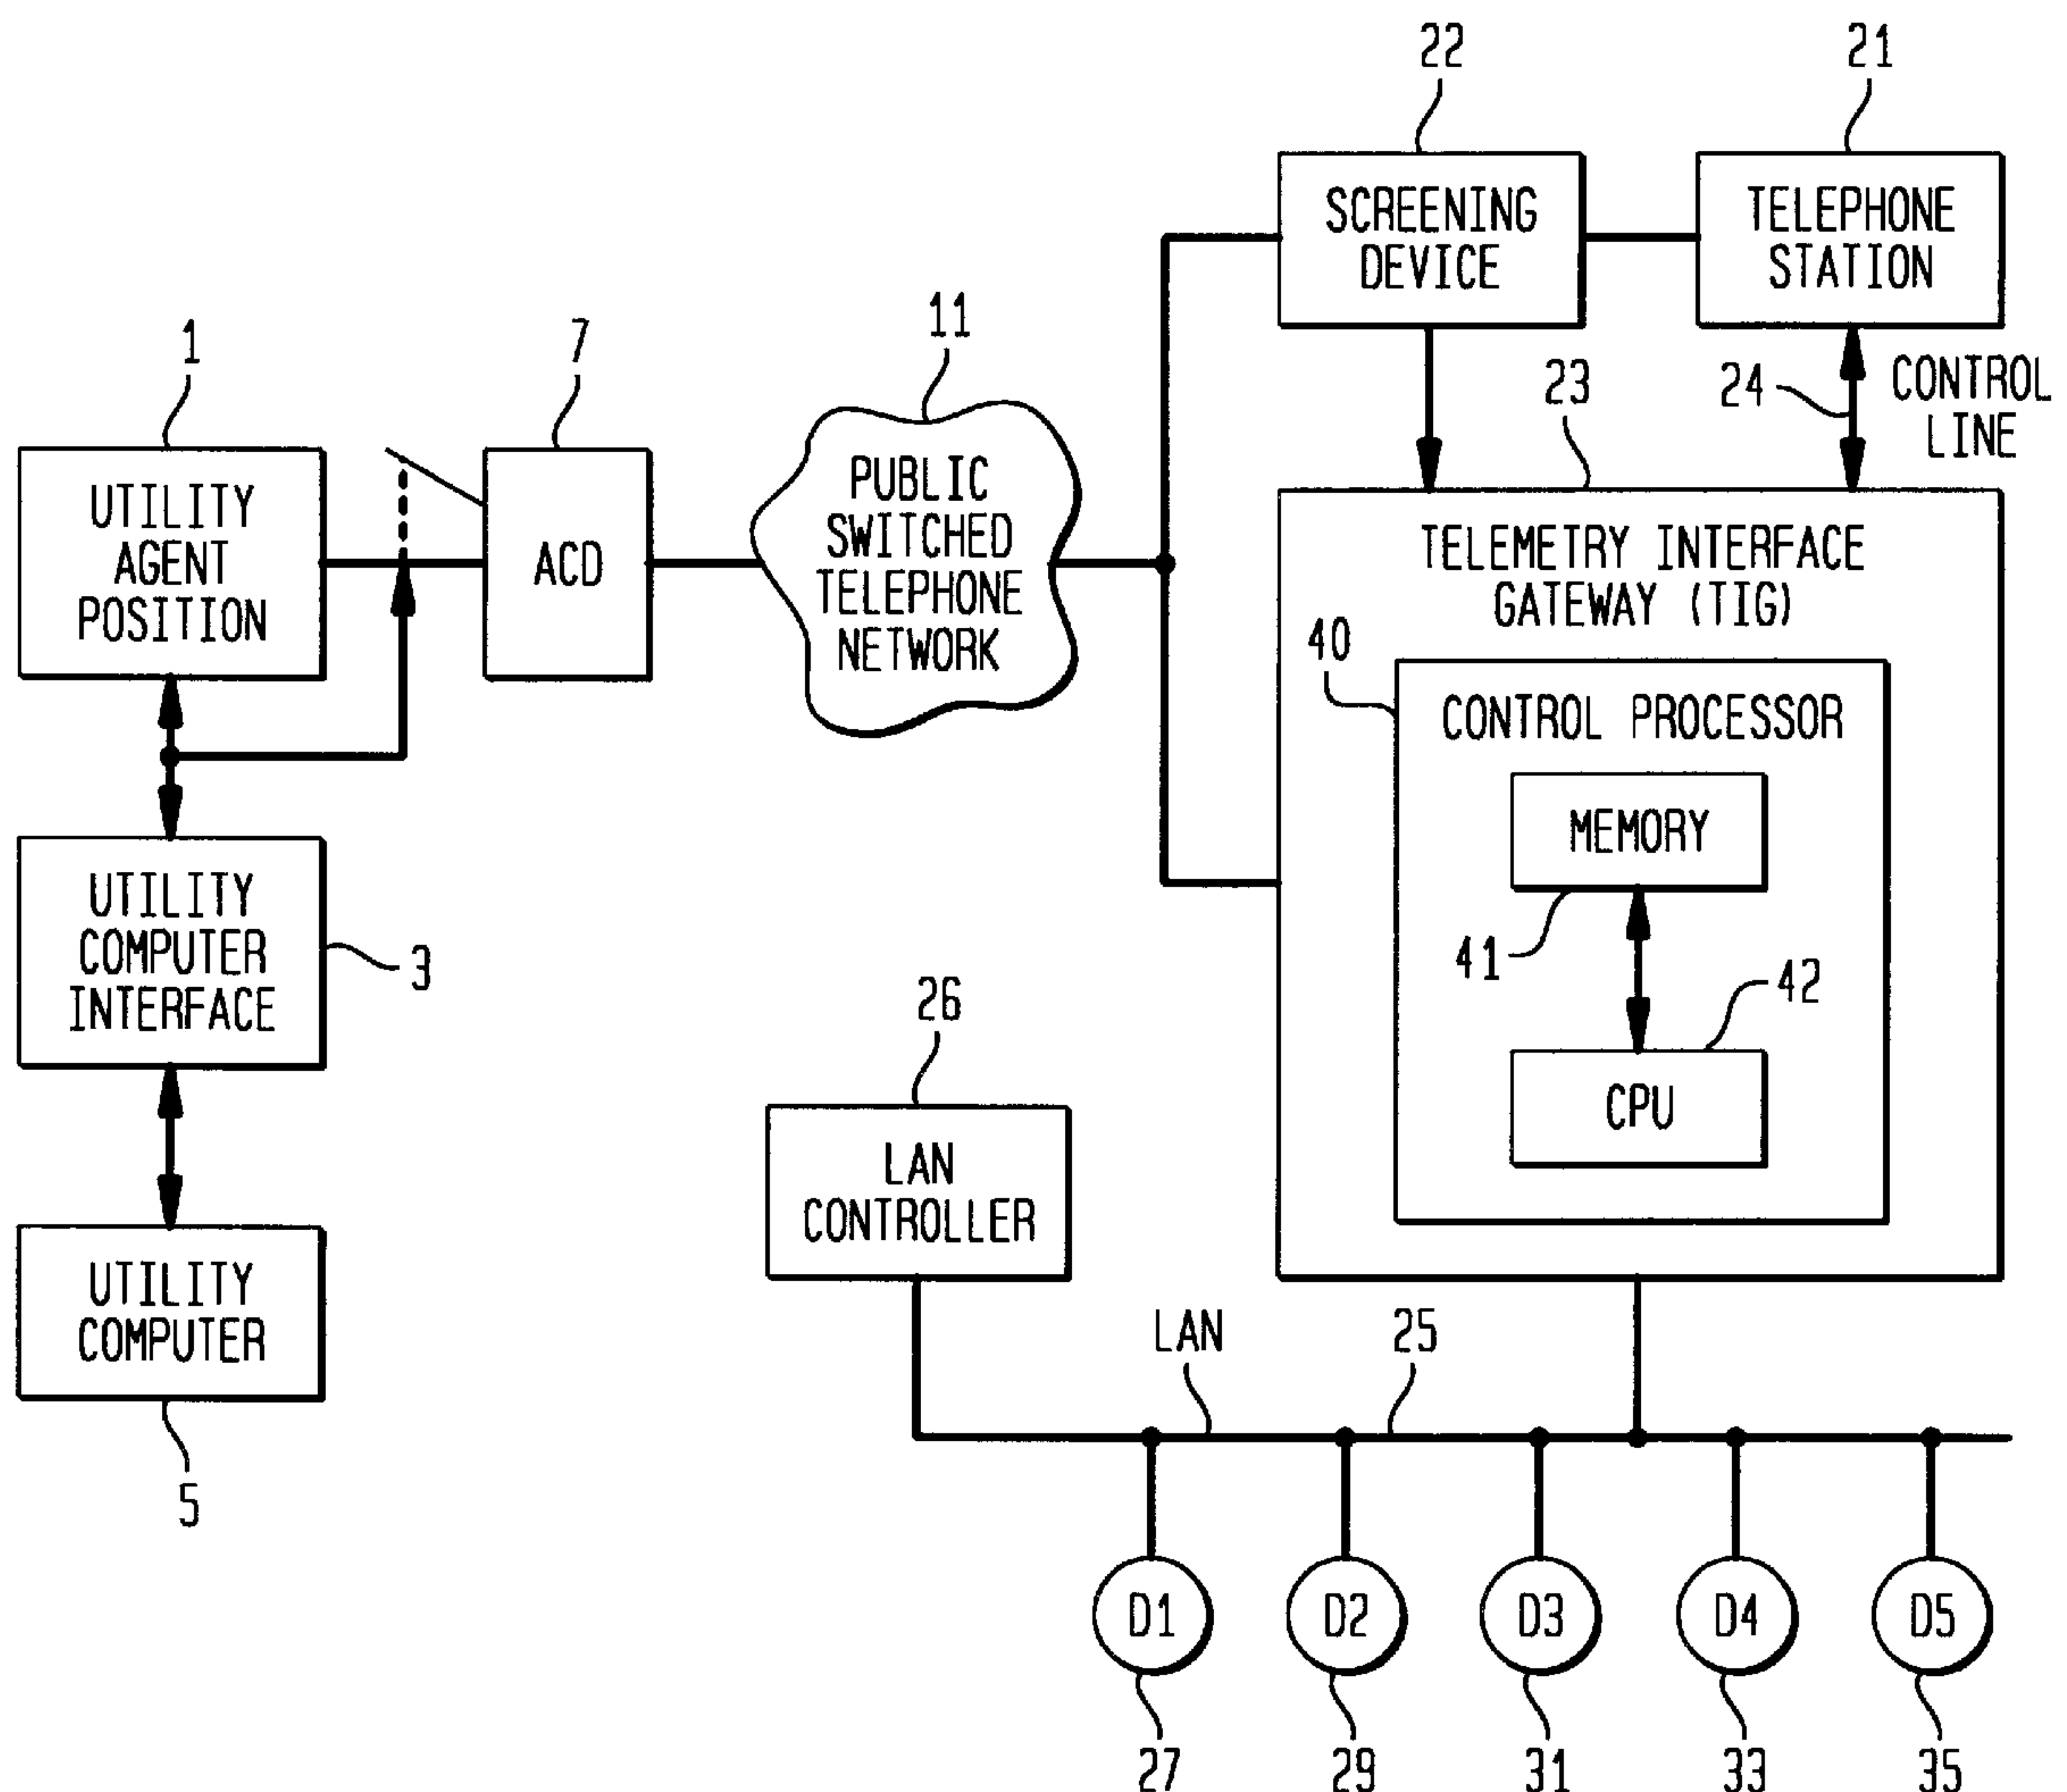 22
21
SCREENING
DEVICE
TELEPHONE
STATION
11
1
7
23
24
CONTROL
LINE
UTILITY
AGENT
POSITION
ACD
PUBLIC
SWITCHED
TELEPHONE
NETWORK
TELEMETRY INTERFACE
GATEWAY (TIG)
40
CONTROL PROCESSOR
MEMORY
41
42
CPU
UTILITY
COMPUTER
INTERFACE
3
26
LAN
CONTROLLER
UTILITY
COMPUTER
5
LAN
25
D1
D2
D3
D4
D5
27
29
31
33
35